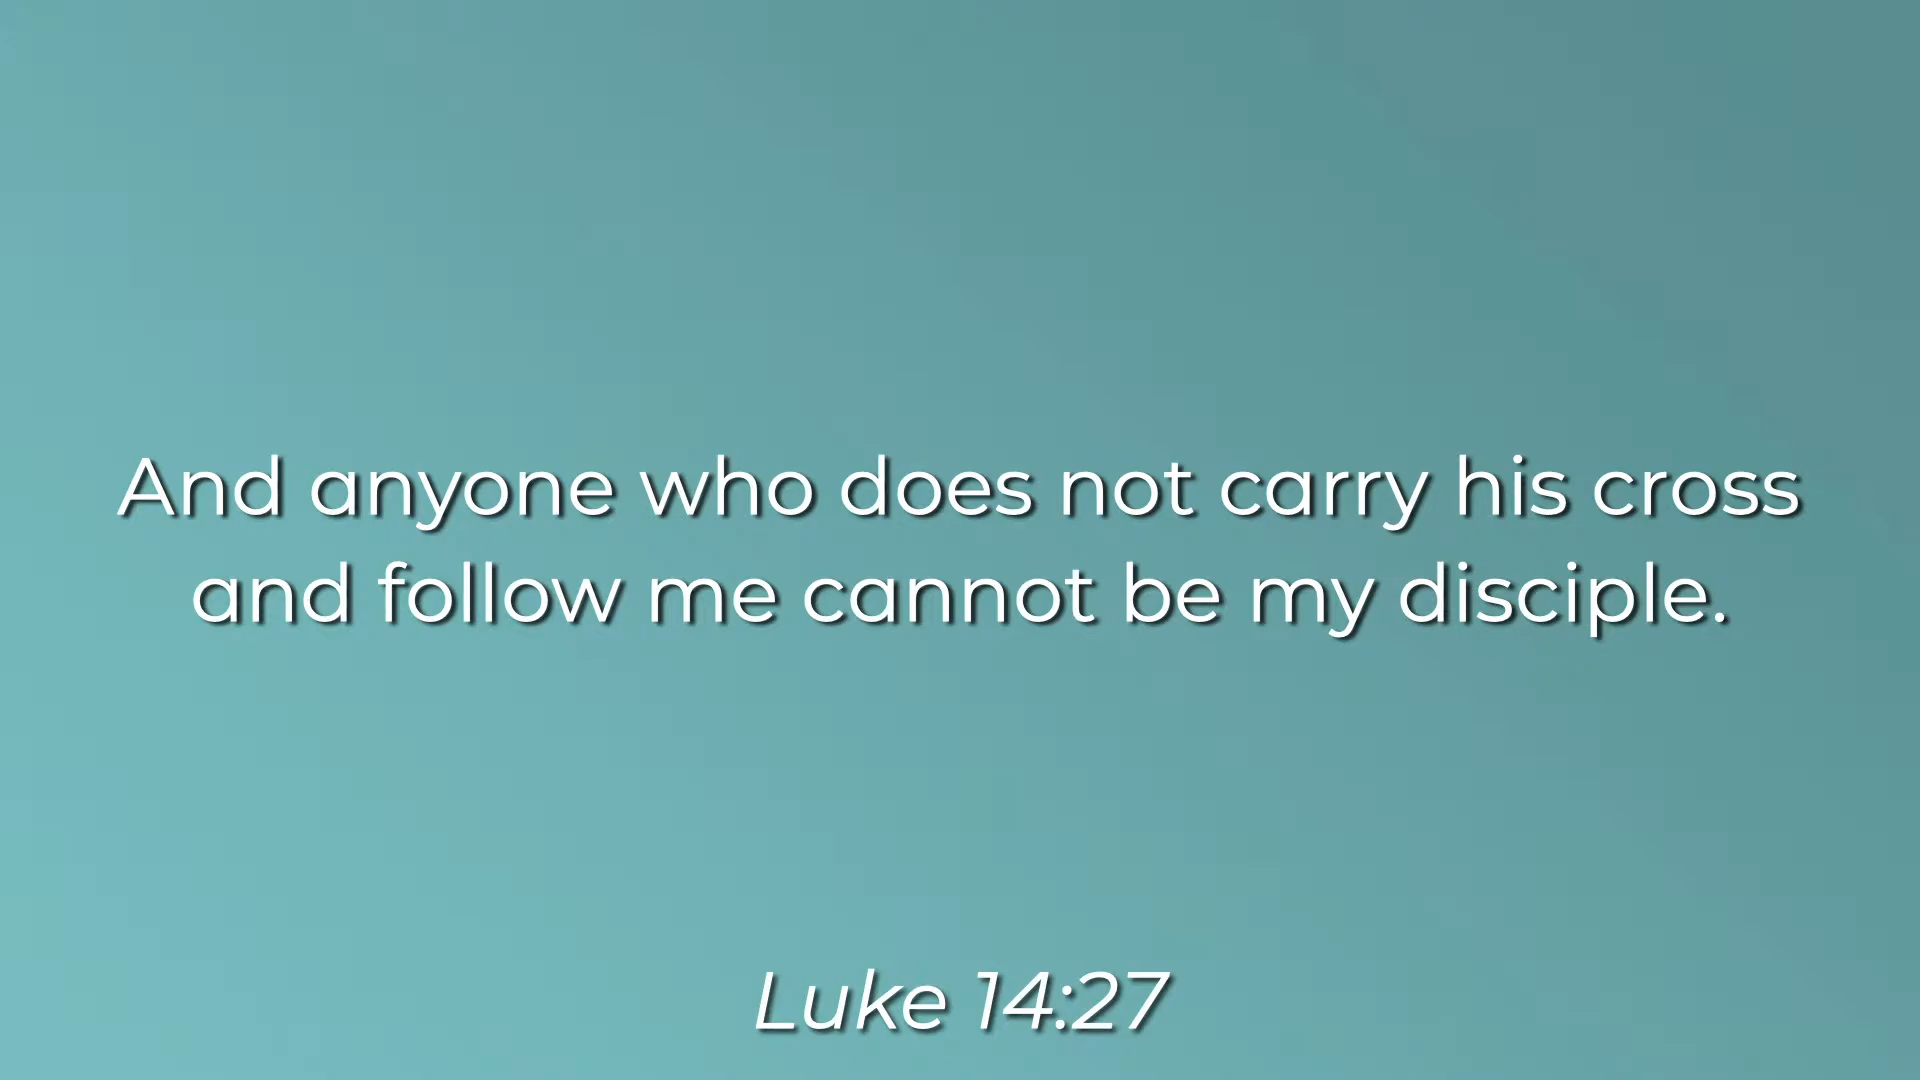 And anyone who does not carry his cross
and follow me cannot be my disciple.
Luke 14:27